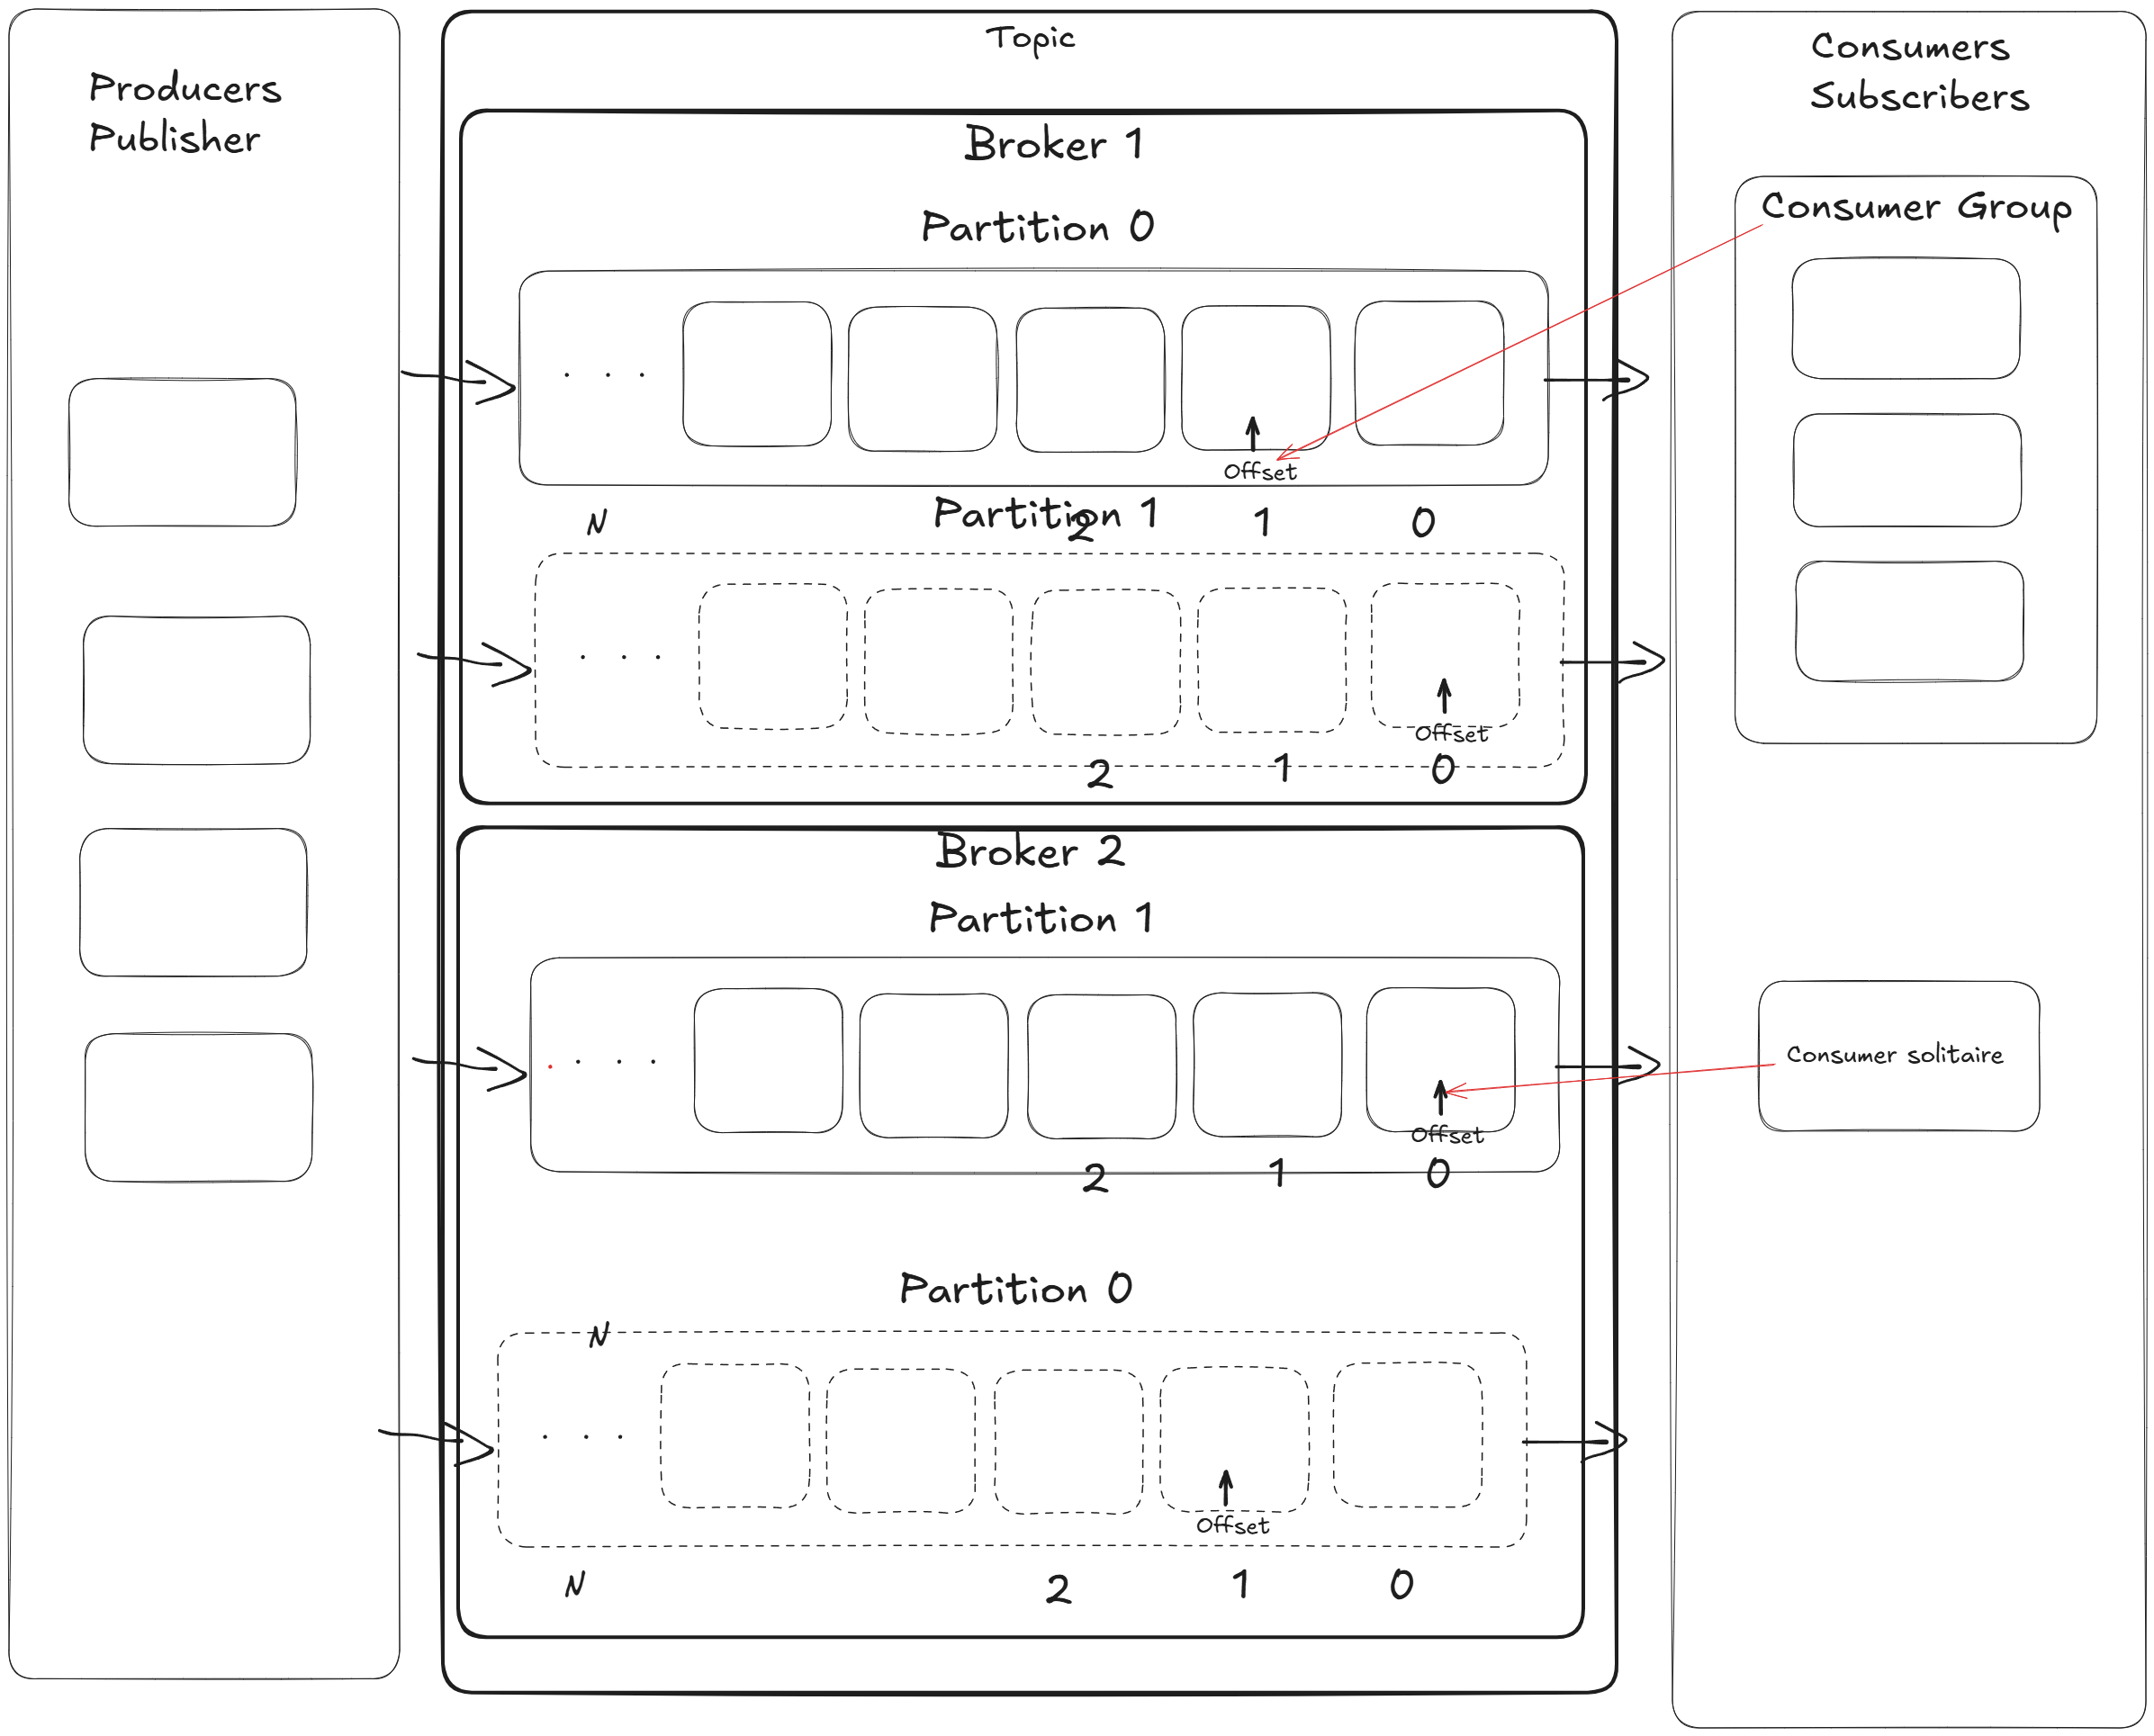 Producers
Publisher
Topic
Broker 1
Partition 0
Offset
N
2
1
0
Partition 1
Offset
2
1
0
Broker 2
Partition 1
Offset
2
1
0
Partition 0
N
Offset
N
2
1
0
Consumers
Subscribers
Consumer Group
Consumer solitaire